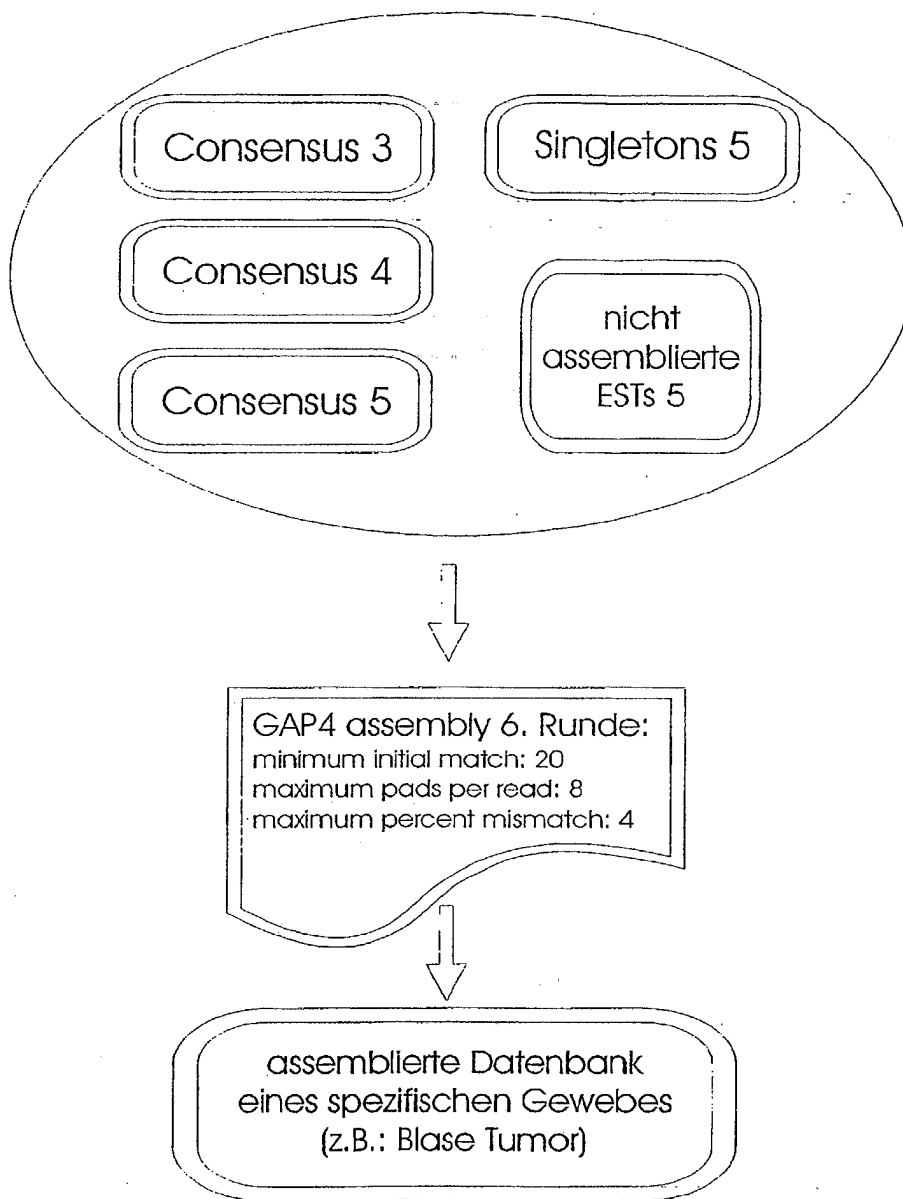 Consensus 3
Singletons 5
Consensus 4
nicht
assemblierte
ESTs 5
Consensus 5
GAP4 assembly 6. Runde:
minimum initial match: 20
maximum pads per read: 8
maximum percent mismatch: 4
assemblierte Datenbank
eines spezifischen Gewebes
(z.B.: Blase Tumor)